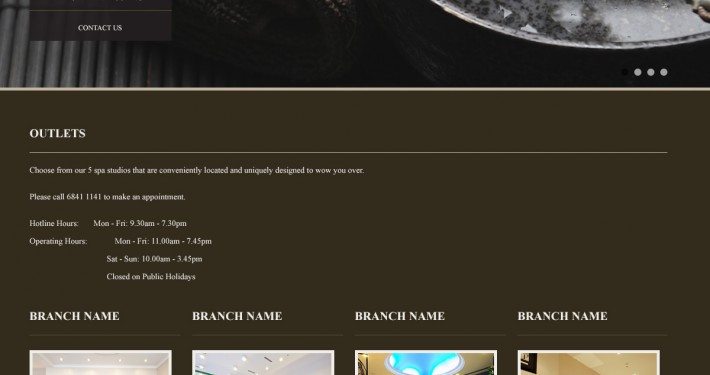 CONTACT US
OUTLETS
Choose from our 5 spa studios that are conveniently located and uniquely designed to wow you over.
Please call 6841 1141 to make an appointment.
Hotline Hours: Mon - Fri: 9.30am - 7.30pm
Operating Hours: Mon - Fri: 11.00am - 7.45pm
Sat - Sun: 10.00am - 3.45pm
Closed on Public Holidays
BRANCH NAME BRANCH NAME BRANCH NAME BRANCH NAME